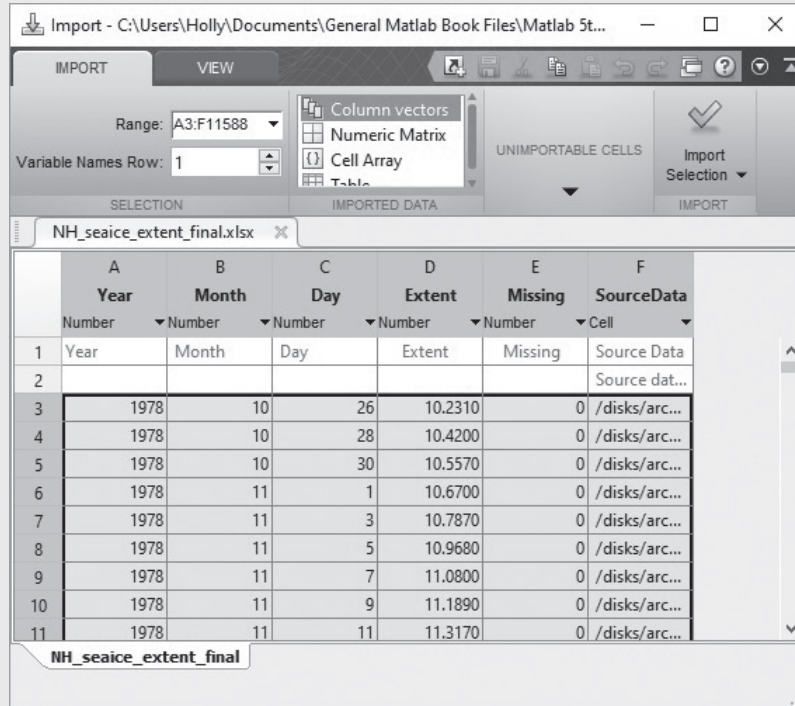 Import - C:\Users\Holly\Documents\General Matlab Book Files\Matlab 5t...
IMPORT VIEW
Range: A3:F11588
Variable Names Row: 1
SELECTION
Column vectors
Numeric Matrix
Cell Array
Table
IMPORTED DATA
UNIMPORTABLE CELLS
Import
Selection
IMPORT
NH_seaice_extent_final.xlsx
A B C D E F
Year Month Day Extent Missing SourceData
Number Number Number Number Number Cell
1 Year Month Day Extent Missing Source Data
2 Source dat...
3 1978 10 26 10.2310 0 /disks/arc...
4 1978 10 28 10.4200 0 /disks/arc...
5 1978 10 30 10.5570 0 /disks/arc...
6 1978 11 1 10.6700 0 /disks/arc...
7 1978 11 3 10.7870 0 /disks/arc...
8 1978 11 5 10.9680 0 /disks/arc...
9 1978 11 7 11.0800 0 /disks/arc...
10 1978 11 9 11.1890 0 /disks/arc...
11 1978 11 11 11.3170 0 /disks/arc...
NH_seaice_extent_final